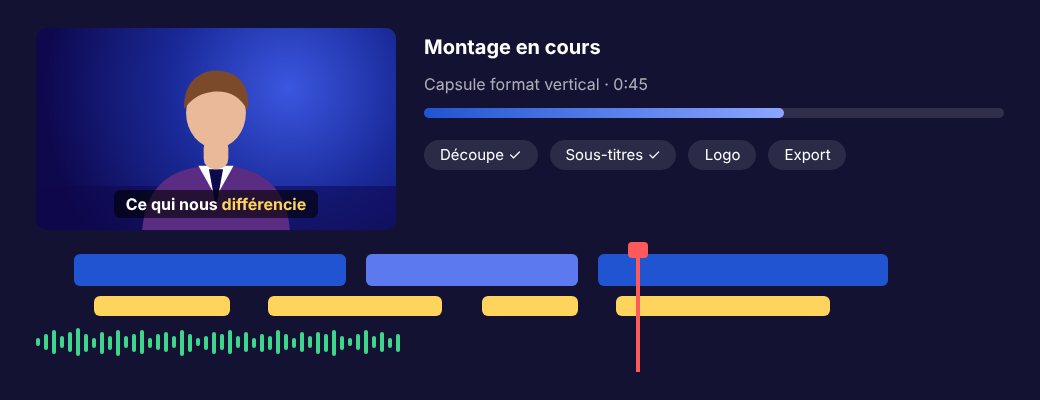 Montage en cours
Capsule format vertical · 0:45
Découpe ✓
Sous-titres ✓
Logo
Export
Ce qui nous différencie